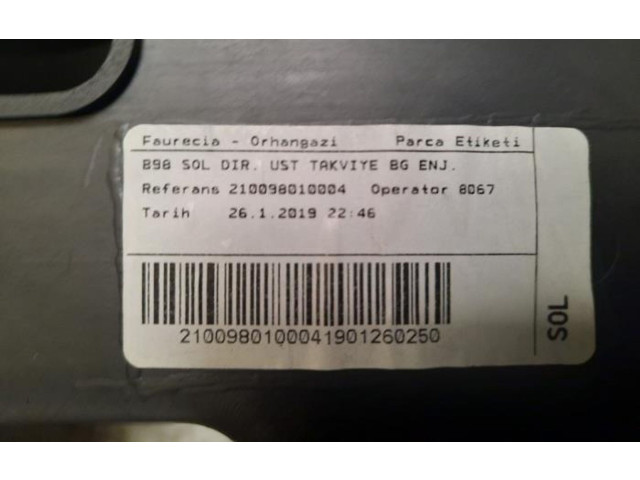 Faurecia - Orhangazi Parca Etiketi
B98 SOL DIR. UST TAKVIYE BG ENJ.
Referans 210098010004 Operator 8067
Tarih 26.1.2019 22:46
2100980100041901260250
SOL